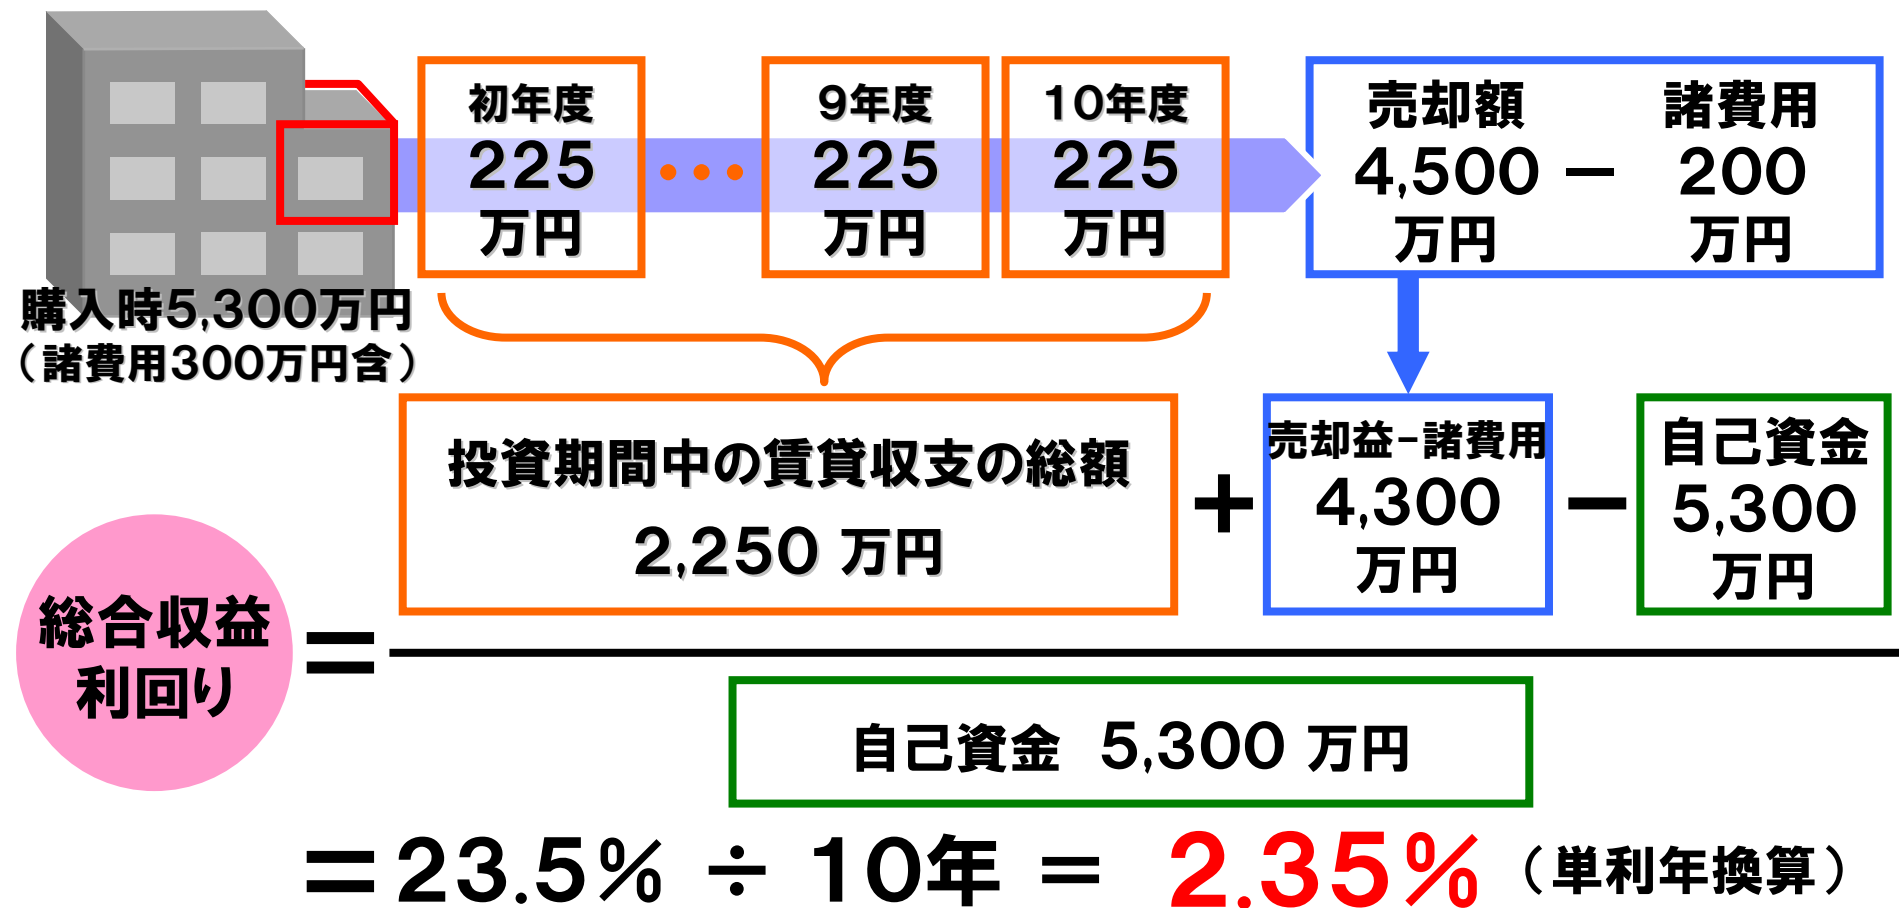 初年度
225
万円
•••
9年度
225
万円
10年度
225
万円
売却額
4,500
万円
－
諸費用
200
万円
購入時5,300万円
（諸費用300万円含）
投資期間中の賃貸収支の総額
2,250 万円
＋
売却益−諸費用
4,300
万円
－
自己資金
5,300
万円
総合収益
利回り
＝
自己資金 5,300 万円
＝23.5% ÷ 10年 ＝ 2.35%（単利年換算）